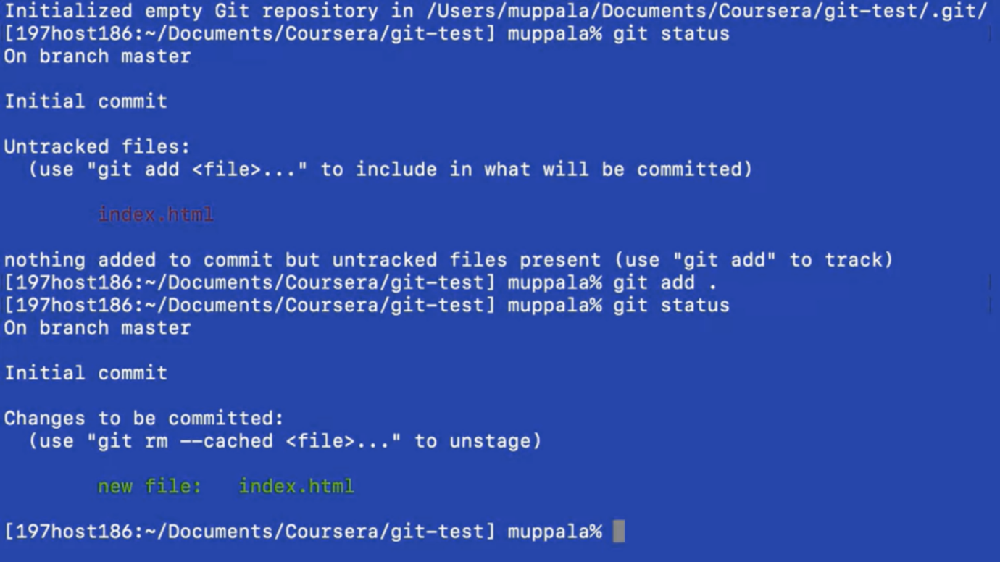 Initialized empty Git repository in /Users/muppala/Documents/Coursera/git-test/.git/
[197host186:~/Documents/Coursera/git-test] muppala% git status
On branch master
Initial commit
Untracked files:
(use "git add <file>..." to include in what will be committed)
index.html
nothing added to commit but untracked files present (use "git add" to track)
[197host186:~/Documents/Coursera/git-test] muppala% git add .
[197host186:~/Documents/Coursera/git-test] muppala% git status
On branch master
Initial commit
Changes to be committed:
(use "git rm --cached <file>..." to unstage)
new file:   index.html
[197host186:~/Documents/Coursera/git-test] muppala%